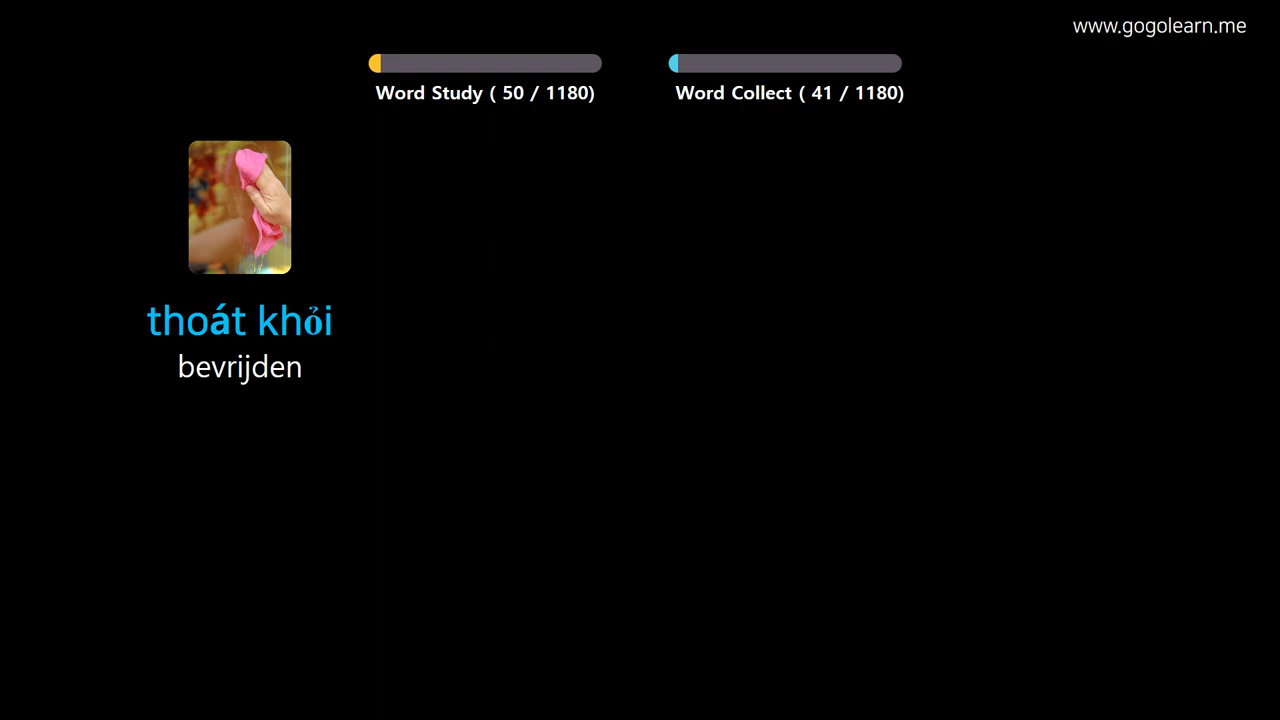 www.gogolearn.me
Word Study ( 50 / 1180)
Word Collect ( 41 / 1180)
thoát khỏi
bevrijden